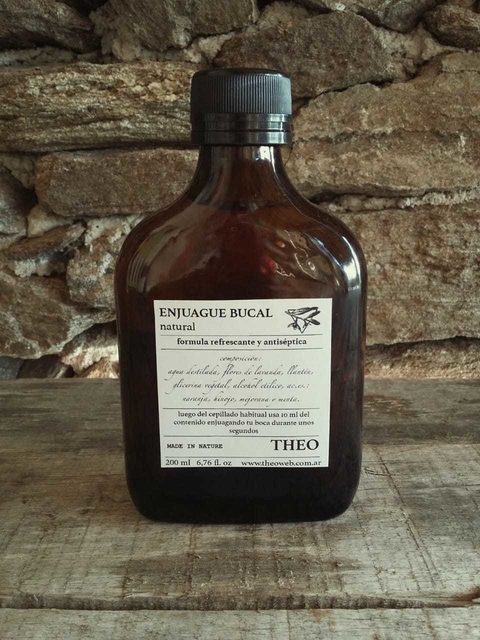 ENJUAGUE BUCAL
natural
formula refrescante y antiséptica
composición:
agua destilada, flores de lavanda, llantén,
glicerina vegetal, alcohol etílico, ac.es.:
naranja, hinojo, mejorana y menta.
luego del cepillado habitual usa 10 ml del
contenido enjuagando tu boca durante unos
segundos
MADE IN NATURE THEO
200 ml 6,76 fl. oz www.theoweb.com.ar